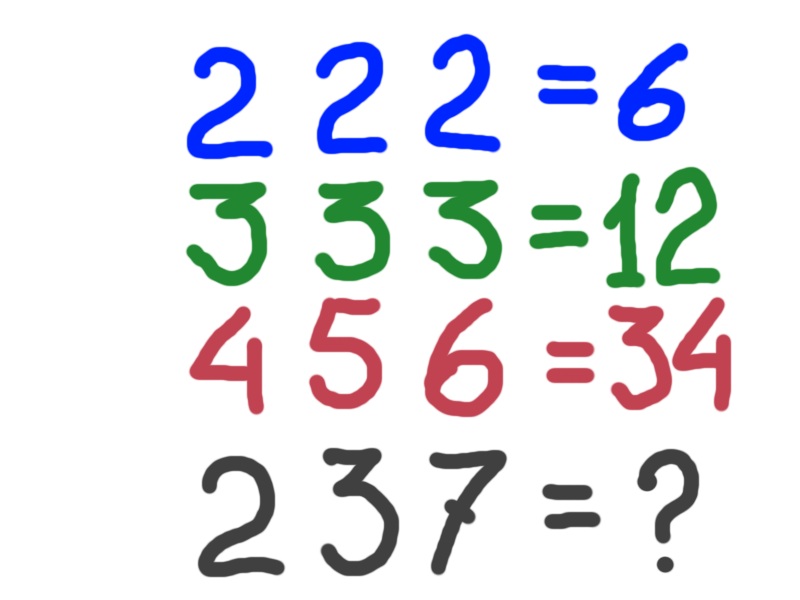 2 2 2 = 6
3 3 3 = 12
4 5 6 = 34
2 3 7 = ?